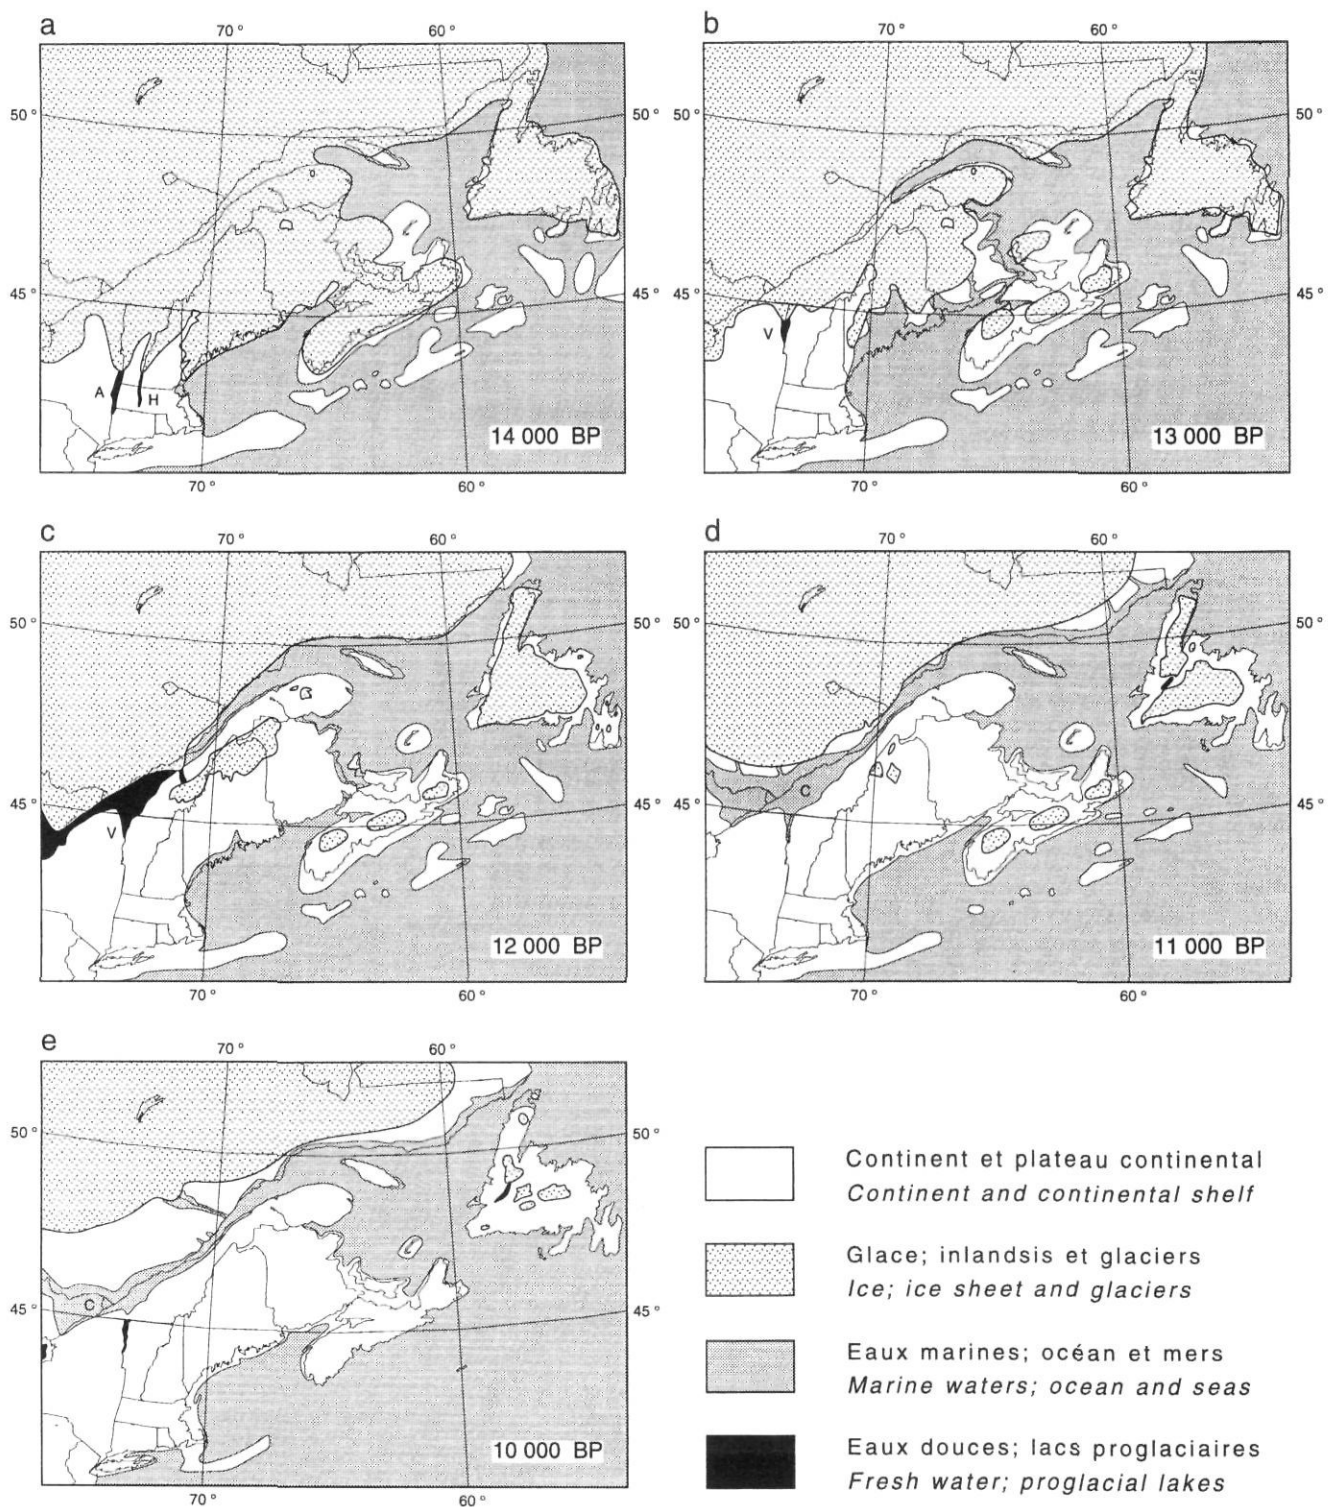 a
70 °
60 °
50 °
50 °
45 °
45 °
A
H
14 000 BP
70 °
60 °
b
70 °
60 °
50 °
50 °
45 °
45 °
V
13 000 BP
70 °
60 °
c
70 °
60 °
50 °
50 °
45 °
45 °
V
12 000 BP
70 °
60 °
d
70 °
60 °
50 °
50 °
45 °
45 °
C
11 000 BP
70 °
60 °
e
70 °
60 °
50 °
50 °
45 °
45 °
C
10 000 BP
70 °
60 °
Continent et plateau continental
Continent and continental shelf
Glace; inlandsis et glaciers
Ice; ice sheet and glaciers
Eaux marines; océan et mers
Marine waters; ocean and seas
Eaux douces; lacs proglaciaires
Fresh water; proglacial lakes